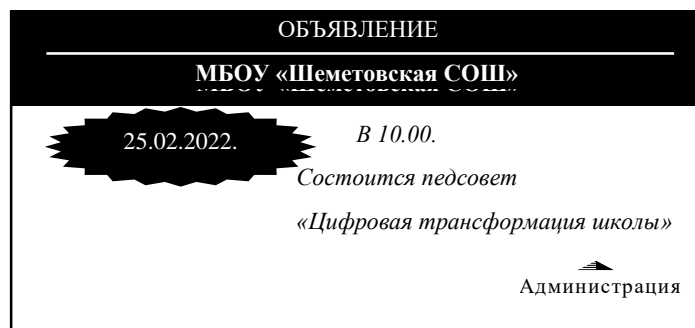 ОБЪЯВЛЕНИЕ
МБОУ «Шеметовская СОШ»
25.02.2022.
В 10.00.
Состоится педсовет
«Цифровая трансформация школы»
Администрация